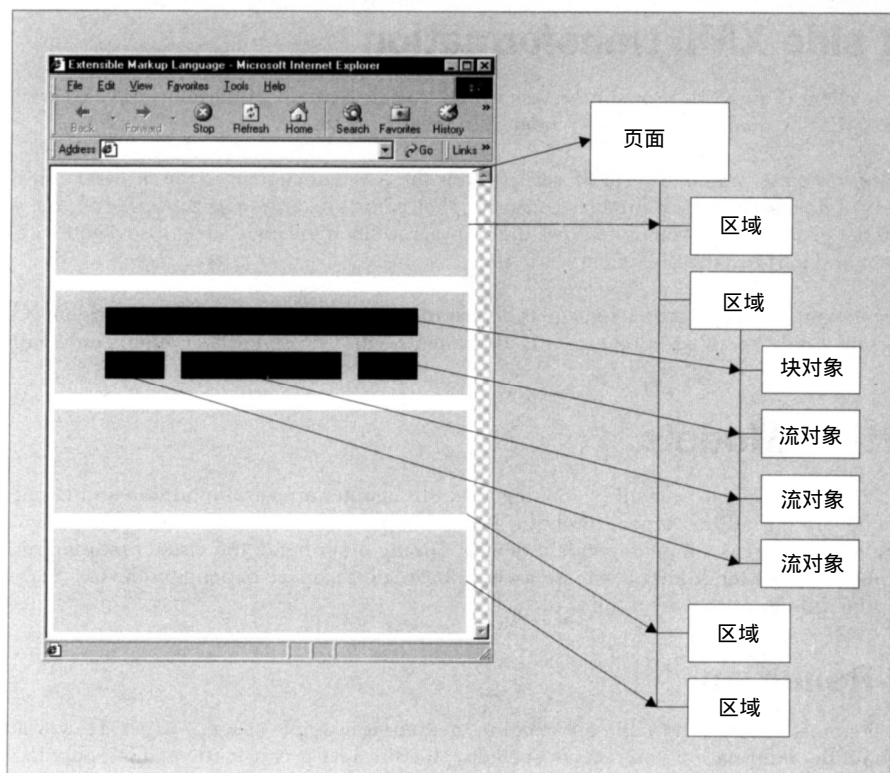 Extensible Markup Language - Microsoft Internet Explorer
File Edit View Favorites Tools Help
Back Forward Stop Refresh Home Search Favorites History »
Address Go Links »
页面
区域
区域
块对象
流对象
流对象
流对象
区域
区域